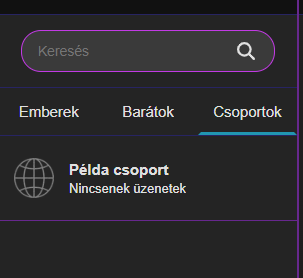 Keresés
Emberek Barátok Csoportok
Példa csoport
Nincsenek üzenetek